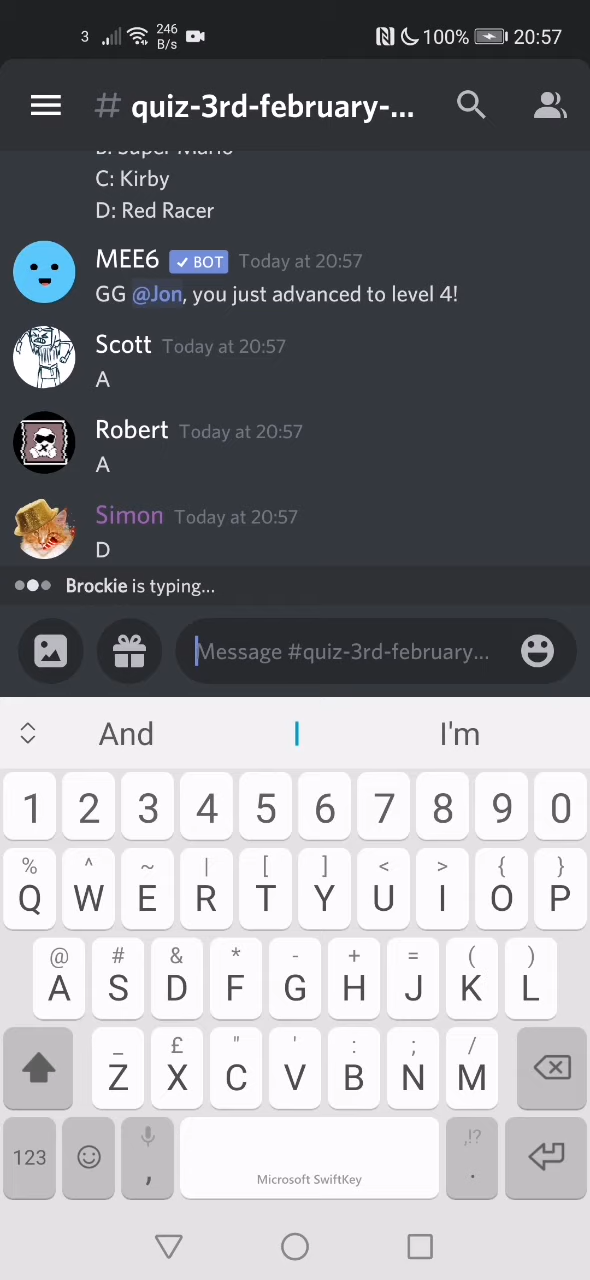 3 246 B/s 100% 20:57
# quiz-3rd-february-...
B: Super Mario
C: Kirby
D: Red Racer
MEE6 BOT Today at 20:57
GG @Jon, you just advanced to level 4!
Scott Today at 20:57
A
Robert Today at 20:57
A
Simon Today at 20:57
D
Brockie is typing...
Message #quiz-3rd-february...
And I I'm
1 2 3 4 5 6 7 8 9 0
% ^ ~ | [ ] < > { }
Q W E R T Y U I O P
@ # & * - + = ( )
A S D F G H J K L
_ £ " ' : ; /
Z X C V B N M
,!?
123 , Microsoft SwiftKey .